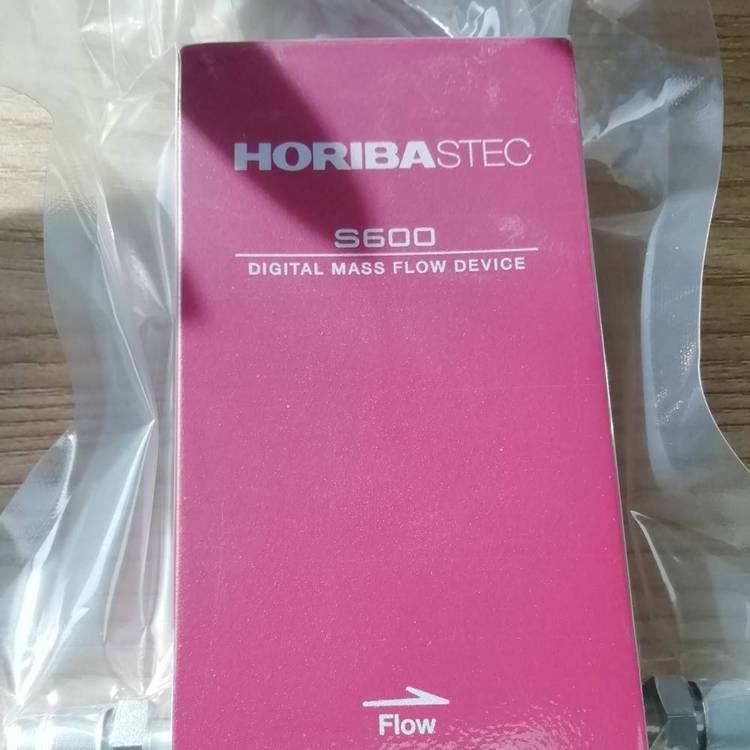 HORIBASTEC
S600
DIGITAL MASS FLOW DEVICE
Flow